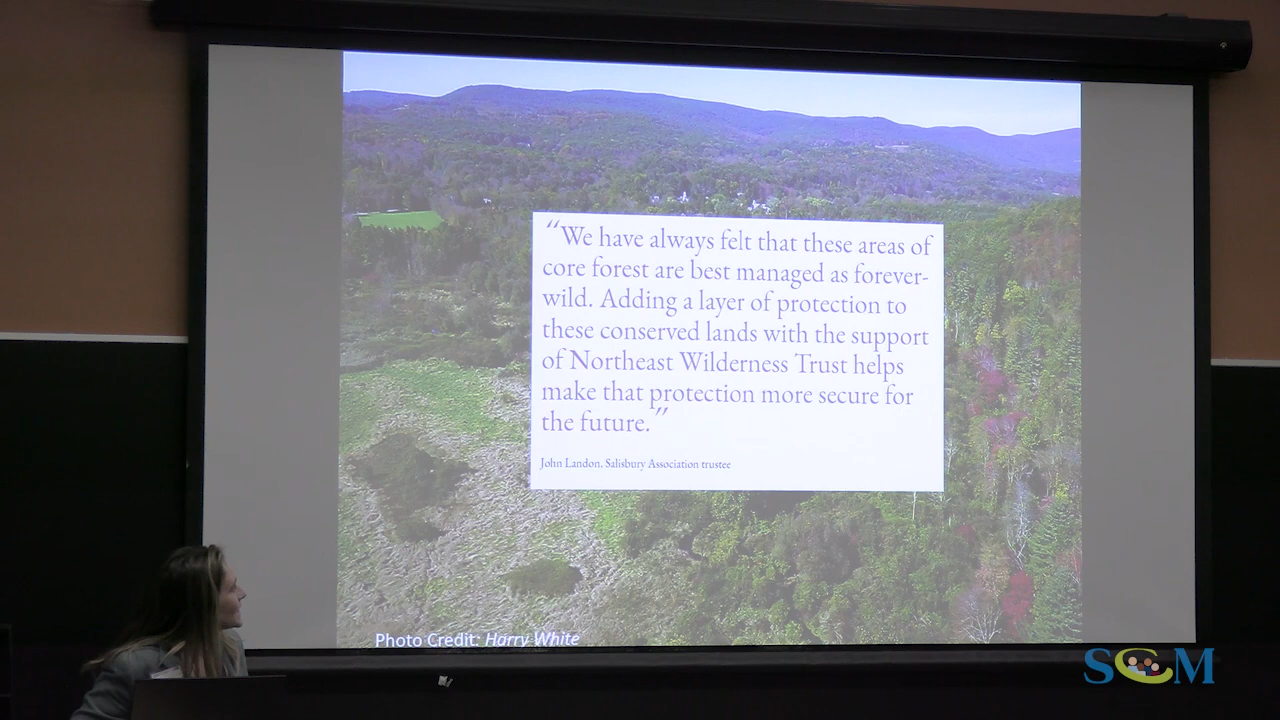 “We have always felt that these areas of
core forest are best managed as forever-
wild. Adding a layer of protection to
these conserved lands with the support
of Northeast Wilderness Trust helps
make that protection more secure for
the future.”
John Landon, Salisbury Association trustee
Photo Credit: Harry White
SCM